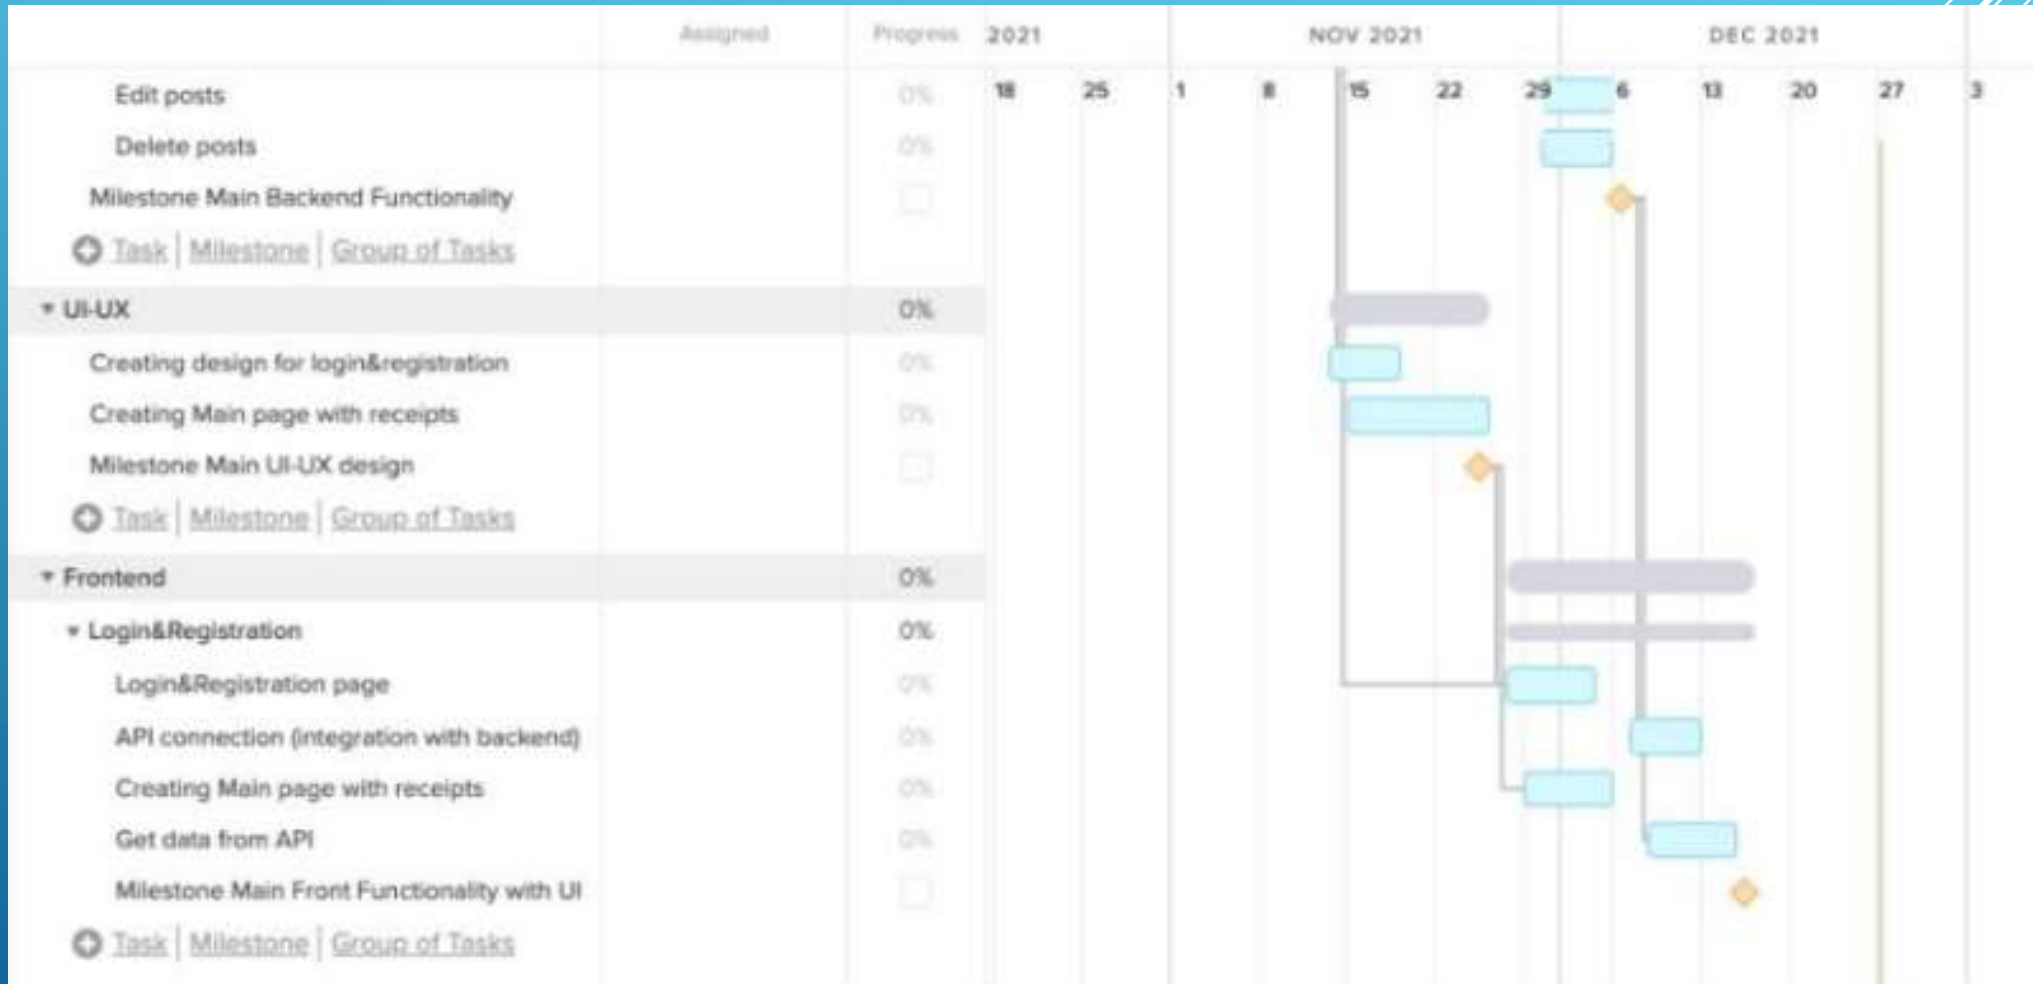 Assigned Progress 2021 NOV 2021 DEC 2021
18 25 1 8 15 22 29 6 13 20 27 3
Edit posts 0%
Delete posts 0%
Milestone Main Backend Functionality
Task | Milestone | Group of Tasks
UI-UX 0%
Creating design for login&registration 0%
Creating Main page with receipts 0%
Milestone Main UI-UX design
Task | Milestone | Group of Tasks
Frontend 0%
Login&Registration 0%
Login&Registration page 0%
API connection (integration with backend) 0%
Creating Main page with receipts 0%
Get data from API 0%
Milestone Main Front Functionality with UI
Task | Milestone | Group of Tasks